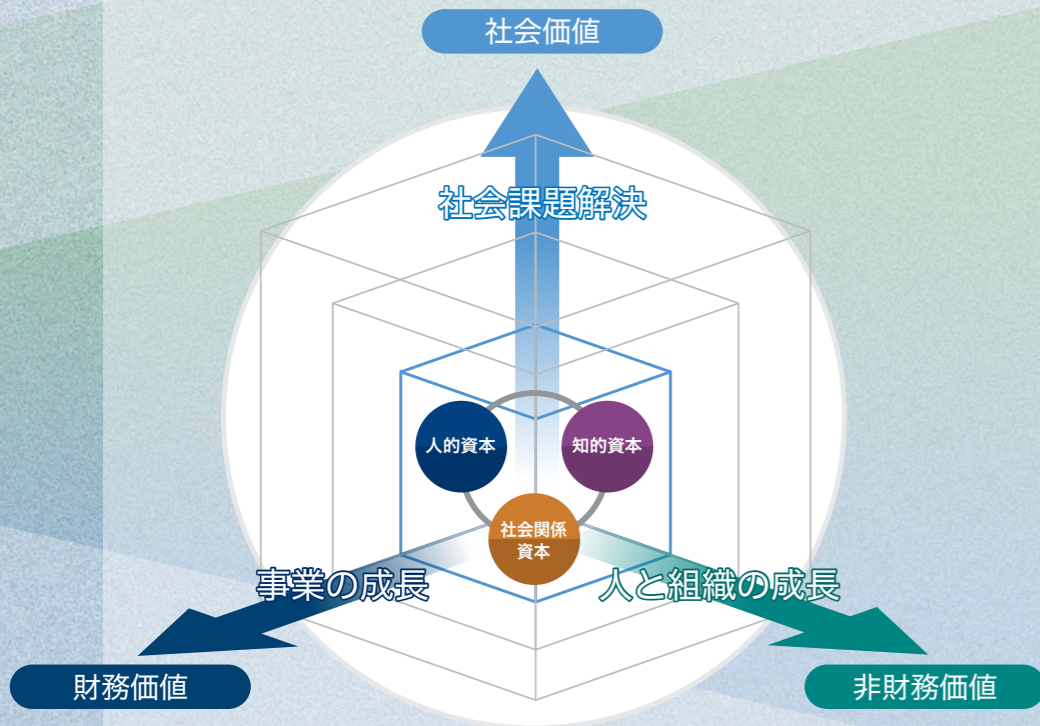 社会価値
社会課題解決
人的資本
知的資本
社会関係
資本
事業の成長
人と組織の成長
財務価値
非財務価値